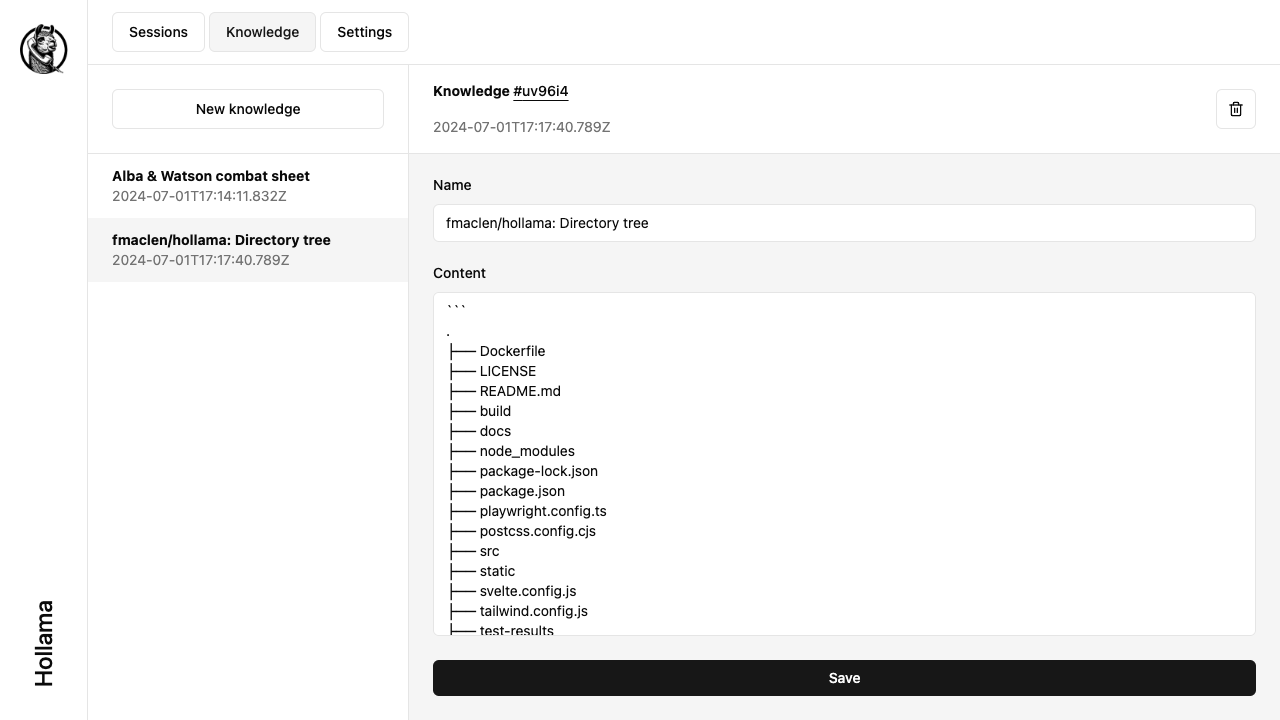 Sessions
Knowledge
Settings
New knowledge
Alba & Watson combat sheet
2024-07-01T17:14:11.832Z
fmaclen/hollama: Directory tree
2024-07-01T17:17:40.789Z
Hollama
Knowledge #uv96i4
2024-07-01T17:17:40.789Z
Name
fmaclen/hollama: Directory tree
Content
```
.
├── Dockerfile
├── LICENSE
├── README.md
├── build
├── docs
├── node_modules
├── package-lock.json
├── package.json
├── playwright.config.ts
├── postcss.config.cjs
├── src
├── static
├── svelte.config.js
├── tailwind.config.js
├── test-results
Save